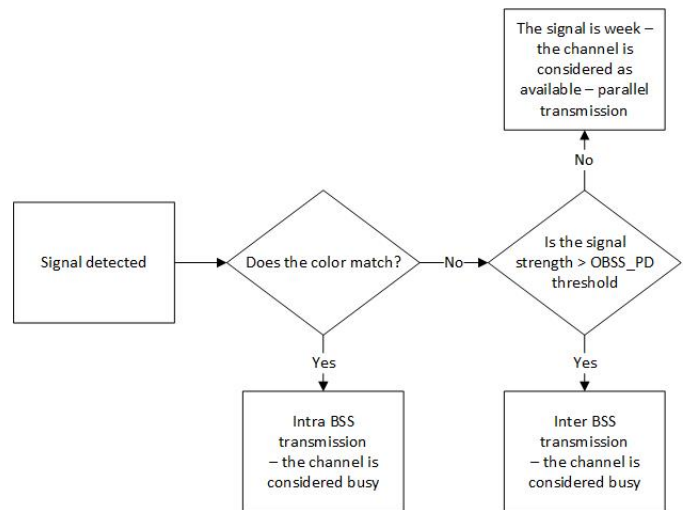 The signal is week –
the channel is
considered as
available – parallel
transmission
No
Signal detected
Does the color match?
No
Is the signal
strength > OBSS_PD
threshold
Yes
Yes
Intra BSS
transmission
– the channel is
considered busy
Inter BSS
transmission
– the channel is
considered busy